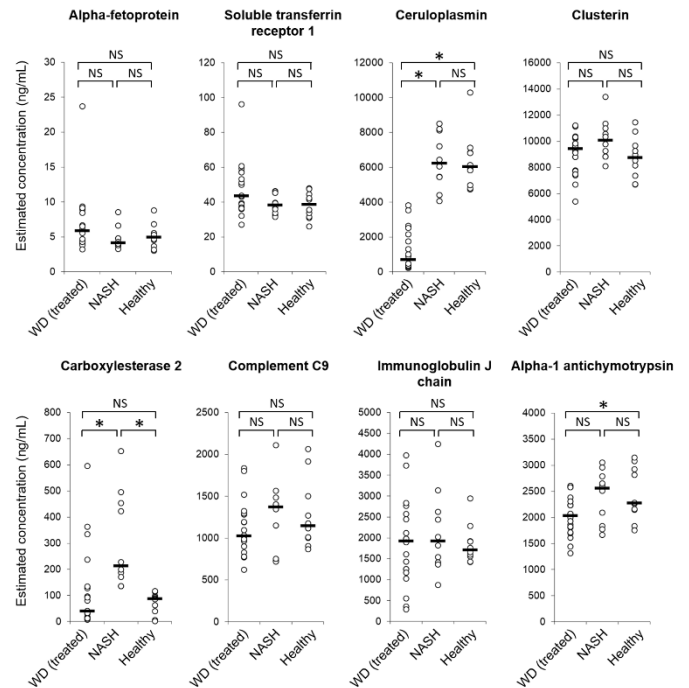 Alpha-fetoprotein
Soluble transferrin
receptor 1
Ceruloplasmin
Clusterin
Estimated concentration (ng/mL)
30
25
20
15
10
5
0
NS
NS
NS
WD (treated)
NASH
Healthy
120
100
80
60
40
20
0
NS
NS
NS
WD (treated)
NASH
Healthy
12000
10000
8000
6000
4000
2000
0
*
*
NS
WD (treated)
NASH
Healthy
16000
14000
12000
10000
8000
6000
4000
2000
0
NS
NS
NS
WD (treated)
NASH
Healthy
Carboxylesterase 2
Complement C9
Immunoglobulin J
chain
Alpha-1 antichymotrypsin
Estimated concentration (ng/mL)
800
700
600
500
400
300
200
100
0
NS
*
*
WD (treated)
NASH
Healthy
2500
2000
1500
1000
500
0
NS
NS
NS
WD (treated)
NASH
Healthy
5000
4500
4000
3500
3000
2500
2000
1500
1000
500
0
NS
NS
NS
WD (treated)
NASH
Healthy
4000
3500
3000
2500
2000
1500
1000
500
0
*
NS
NS
WD (treated)
NASH
Healthy